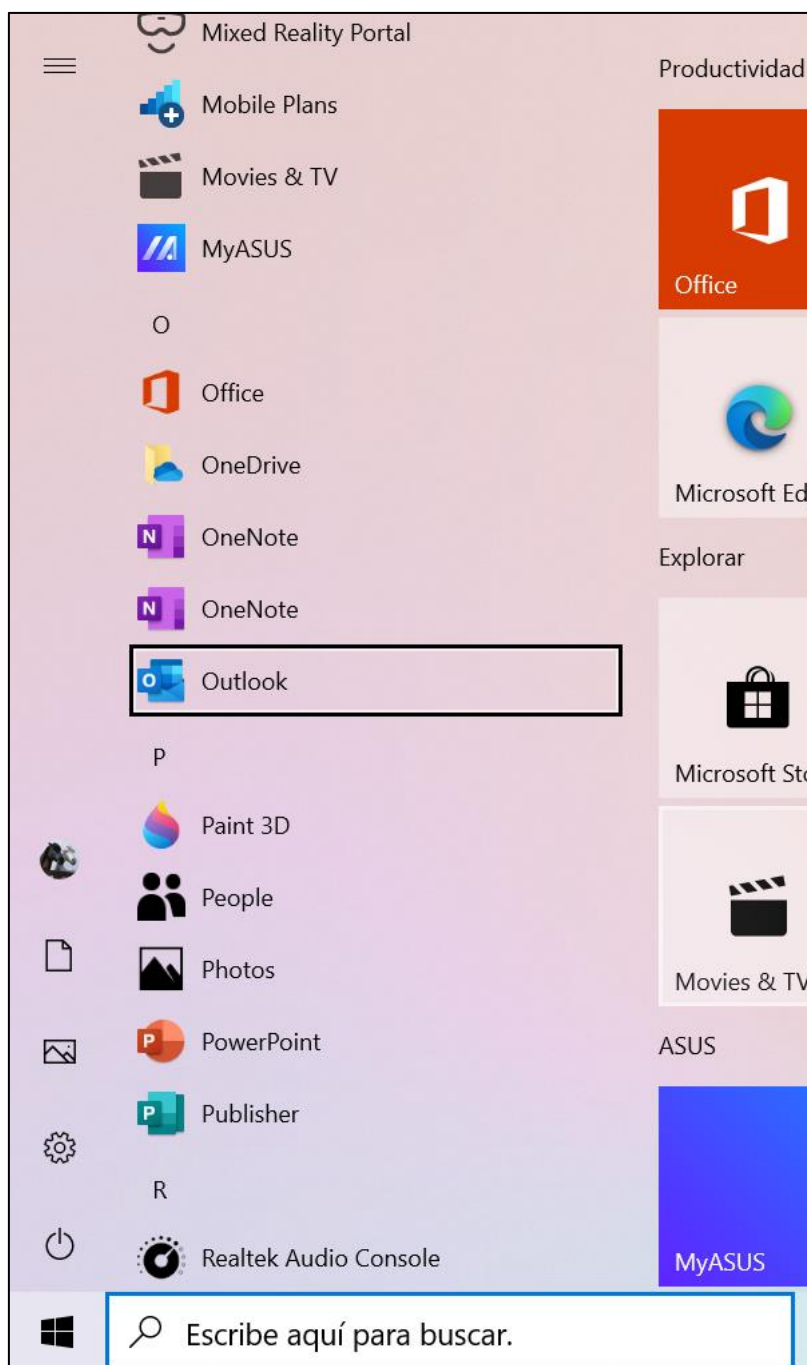 Mixed Reality Portal
Mobile Plans
Movies & TV
MyASUS
O
Office
OneDrive
OneNote
OneNote
Outlook
P
Paint 3D
People
Photos
PowerPoint
Publisher
R
Realtek Audio Console
Productividad
Office
Microsoft Ed
Explorar
Microsoft Sto
Movies & TV
ASUS
MyASUS
Escribe aquí para buscar.